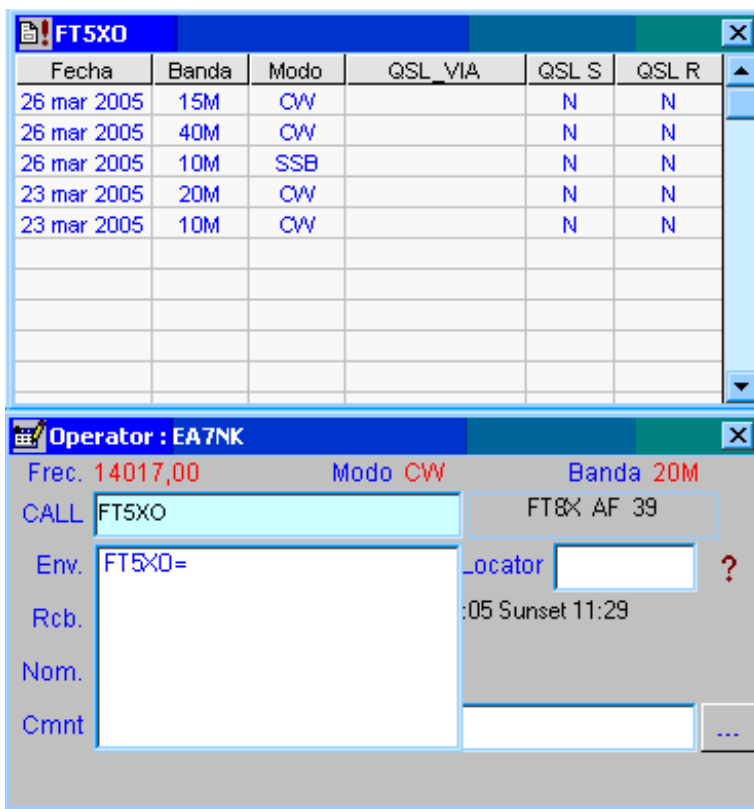 FT5XO
Fecha Banda Modo QSL_VIA QSL S QSL R
26 mar 2005 15M CW N N
26 mar 2005 40M CW N N
26 mar 2005 10M SSB N N
23 mar 2005 20M CW N N
23 mar 2005 10M CW N N
Operator : EA7NK
Frec. 14017,00 Modo CW Banda 20M
CALL FT5XO FT8X AF 39
Env. FT5XO= Locator ?
Rcb. :05 Sunset 11:29
Nom.
Cmnt ...